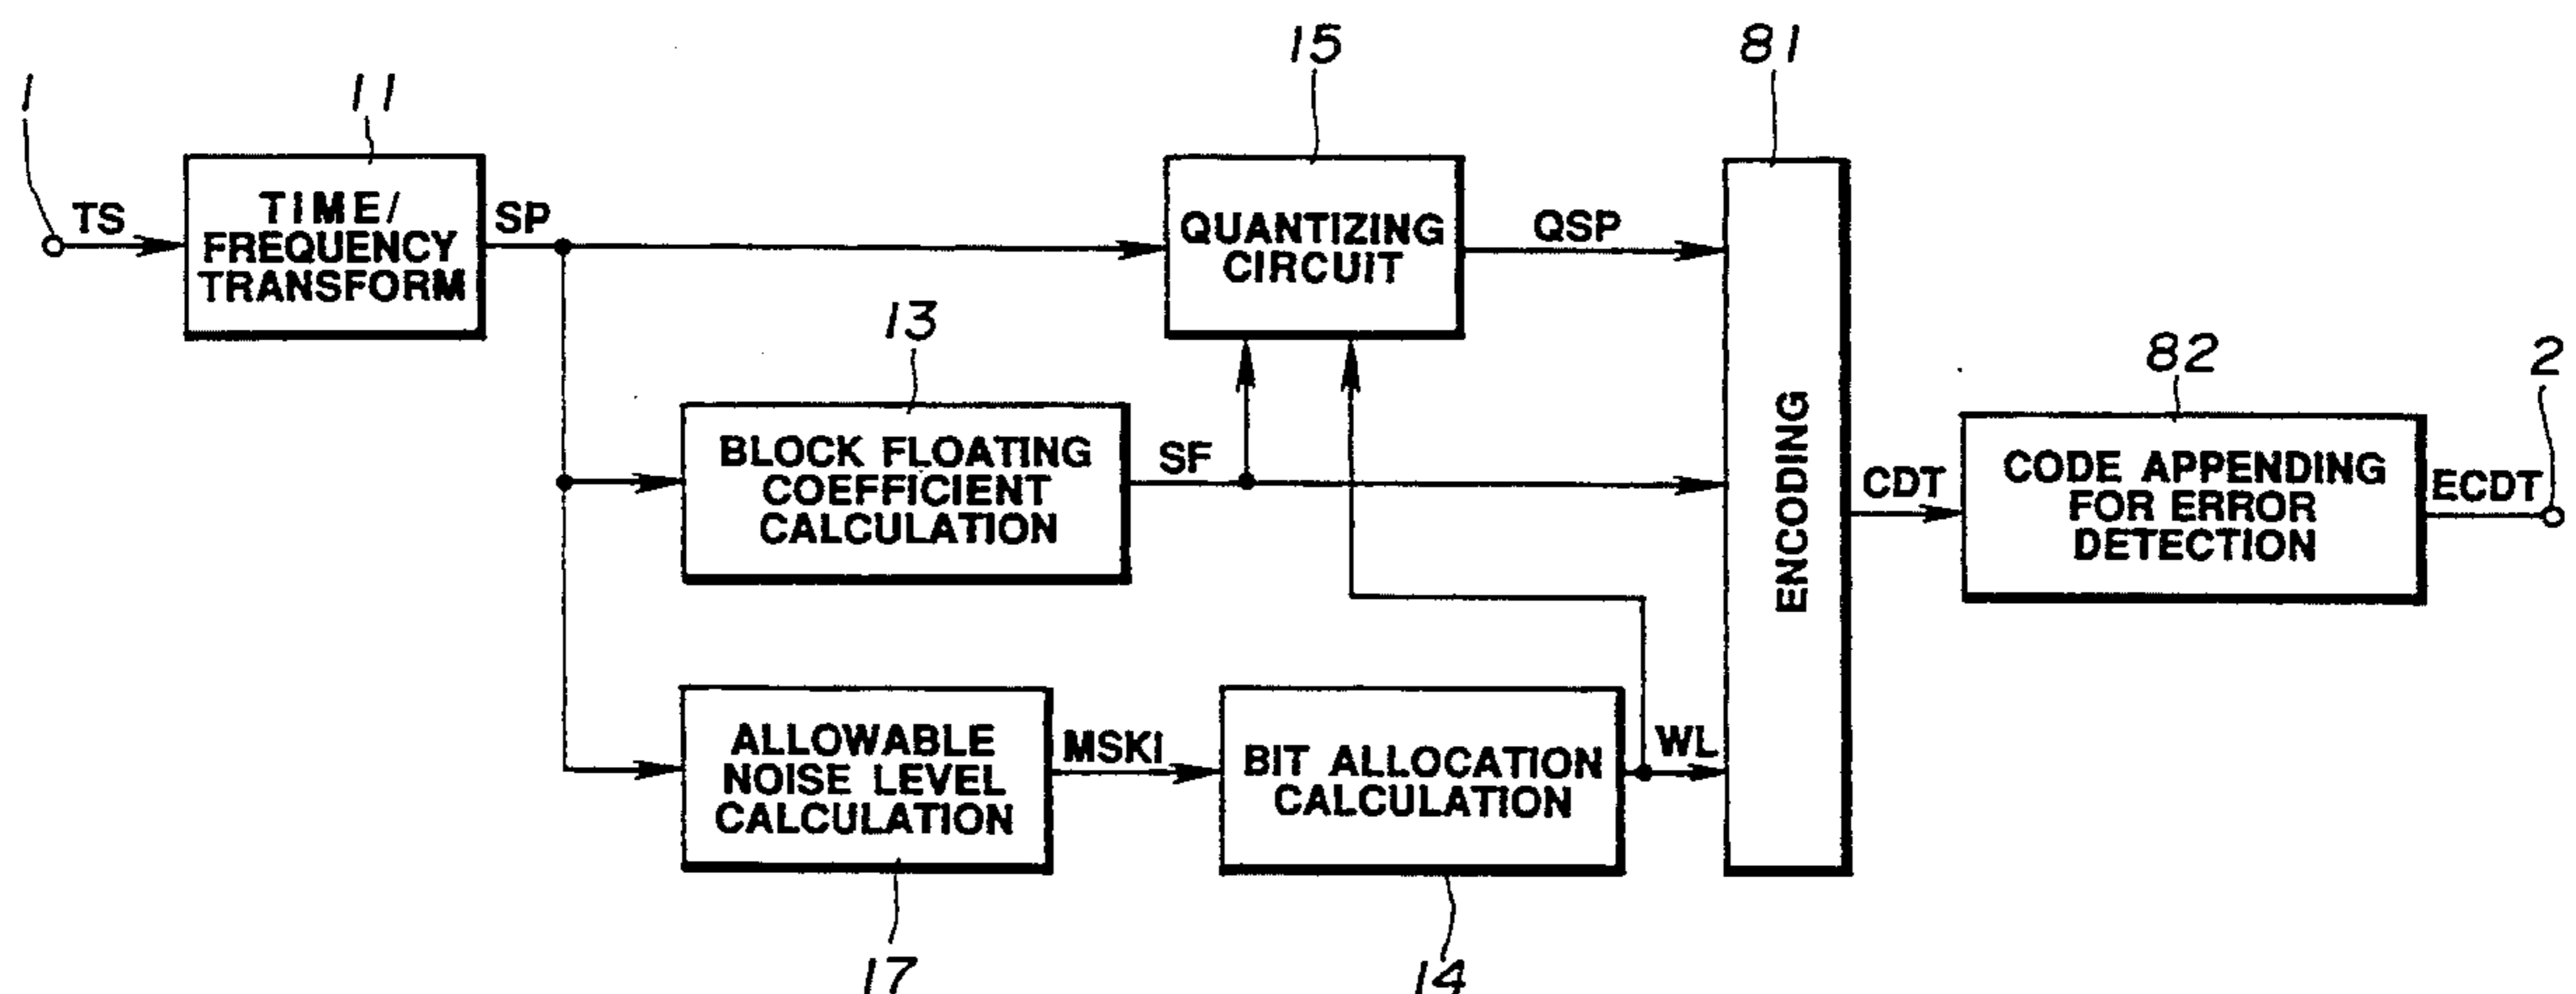 15
81
1
11
TS
TIME/
FREQUENCY
TRANSFORM
SP
QUANTIZING
CIRCUIT
QSP
13
82
2
BLOCK FLOATING
COEFFICIENT
CALCULATION
SF
ENCODING
CDT
CODE APPENDING
FOR ERROR
DETECTION
ECDT
ALLOWABLE
NOISE LEVEL
CALCULATION
MSKI
BIT ALLOCATION
CALCULATION
WL
17
14